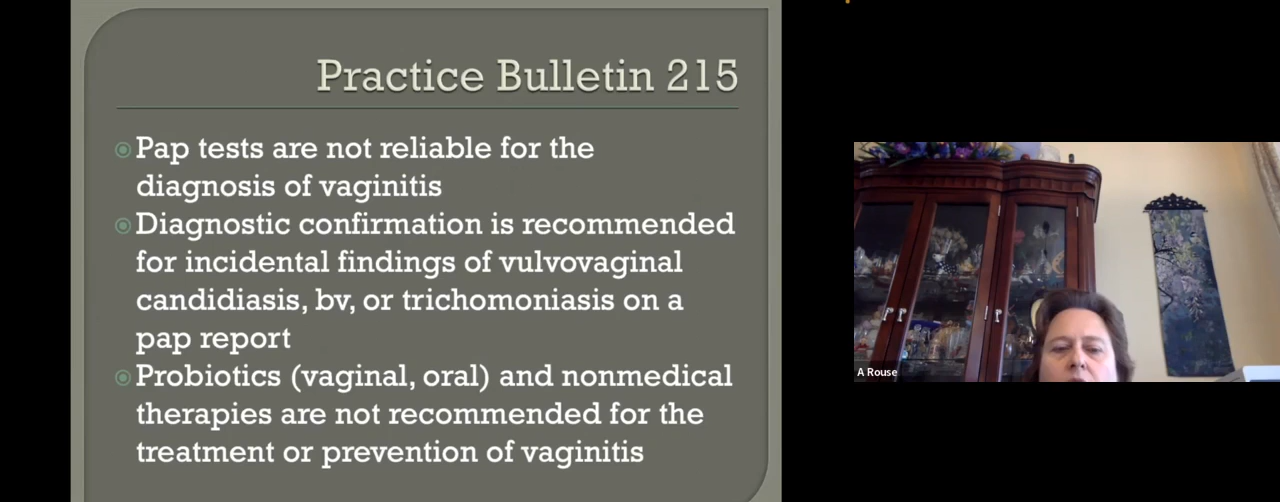 Practice Bulletin 215
Pap tests are not reliable for the
diagnosis of vaginitis
Diagnostic confirmation is recommended
for incidental findings of vulvovaginal
candidiasis, bv, or trichomoniasis on a
pap report
Probiotics (vaginal, oral) and nonmedical
therapies are not recommended for the
treatment or prevention of vaginitis
A Rouse